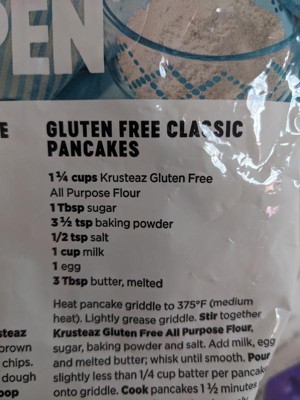 PEN
GLUTEN FREE CLASSIC
PANCAKES
1 ¾ cups Krusteaz Gluten Free
All Purpose Flour
1 Tbsp sugar
3 ½ tsp baking powder
1/2 tsp salt
1 cup milk
1 egg
3 Tbsp butter, melted
Heat pancake griddle to 375°F (medium
heat). Lightly grease griddle. Stir together
Krusteaz Gluten Free All Purpose Flour,
sugar, baking powder and salt. Add milk, egg
and melted butter; whisk until smooth. Pour
slightly less than 1/4 cup batter per pancake
onto griddle. Cook pancakes 1 ½ minutes
E
steaz
brown
chips.
dough
oop